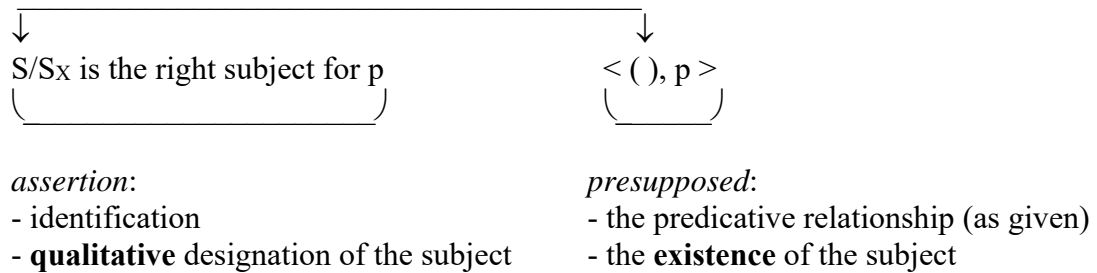 S/SX is the right subject for p < ( ), p >
assertion: presupposed:
- identification - the predicative relationship (as given)
- qualitative designation of the subject - the existence of the subject